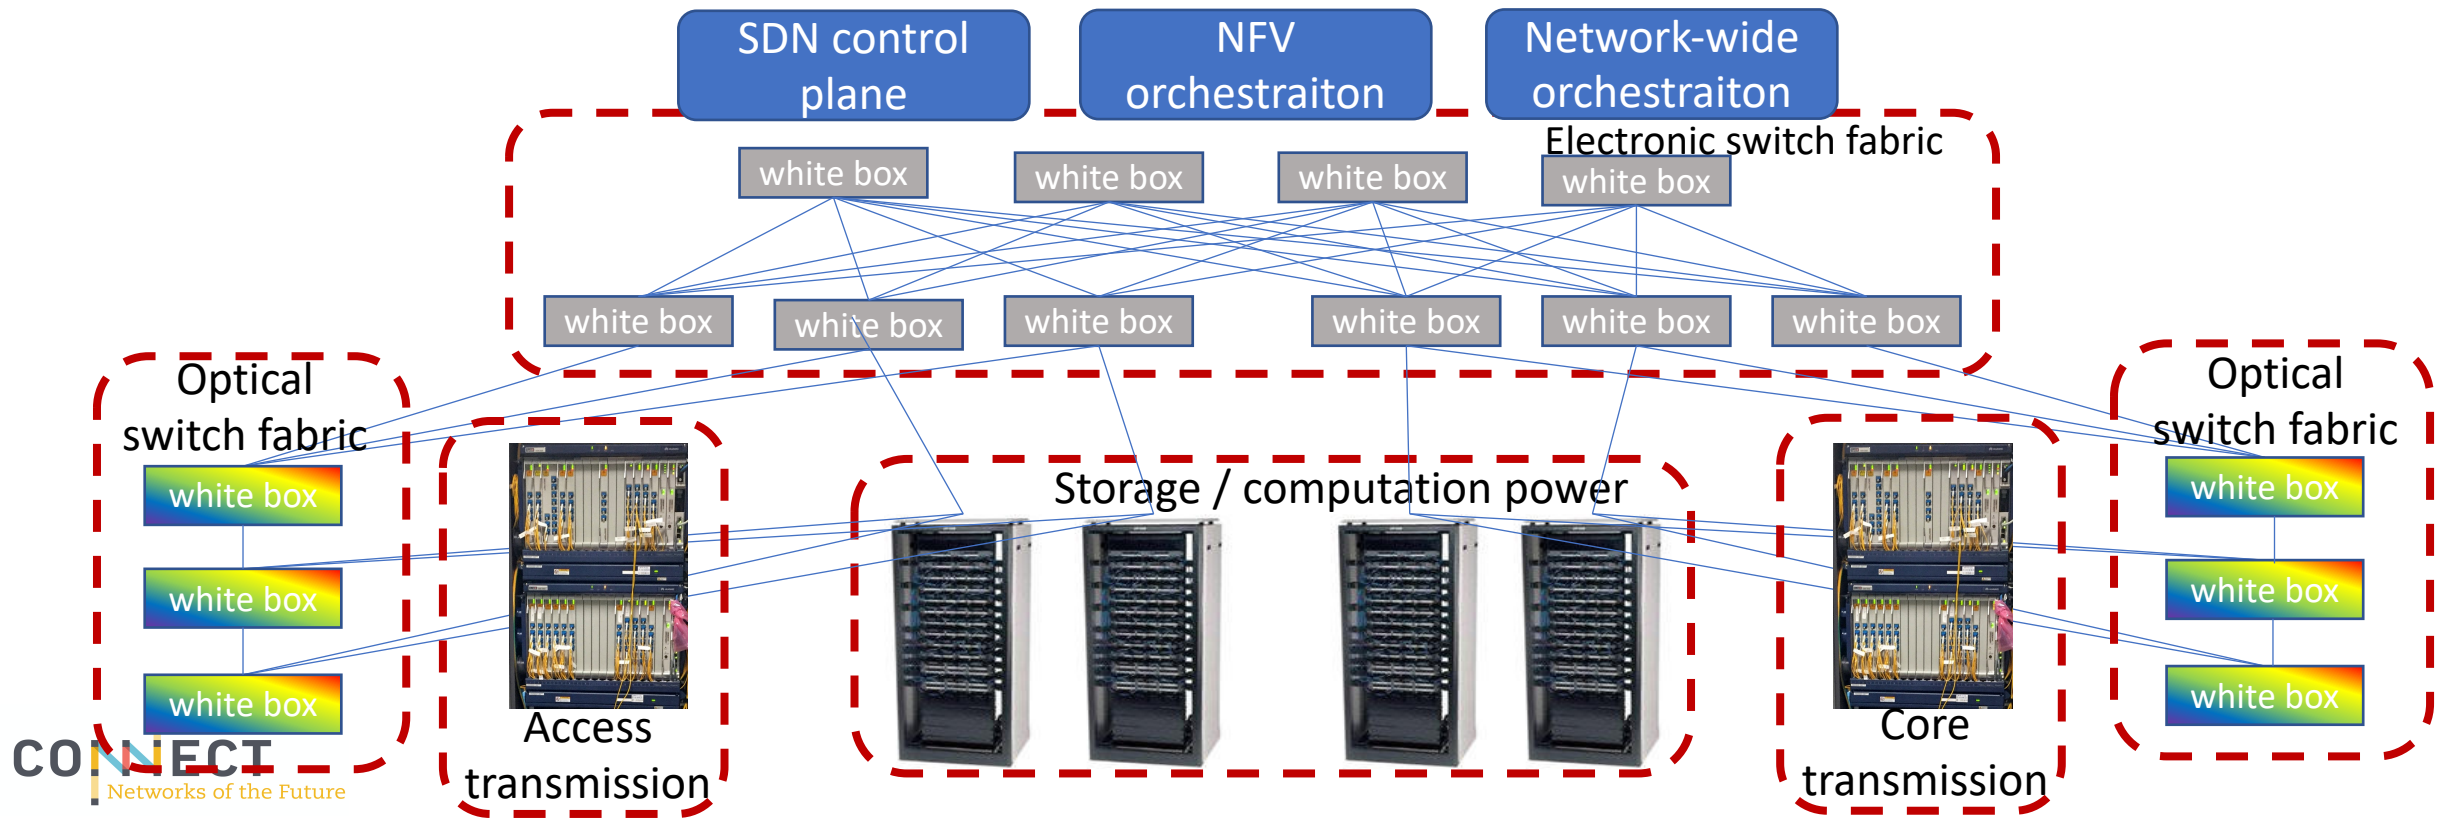 SDN control
plane
NFV
orchestraiton
Network-wide
orchestraiton
Electronic switch fabric
white box
white box
white box
white box
white box
white box
white box
white box
white box
white box
Optical
switch fabric
white box
white box
white box
Access
transmission
Storage / computation power
Core
transmission
Optical
switch fabric
white box
white box
white box
CONNECT
Networks of the Future